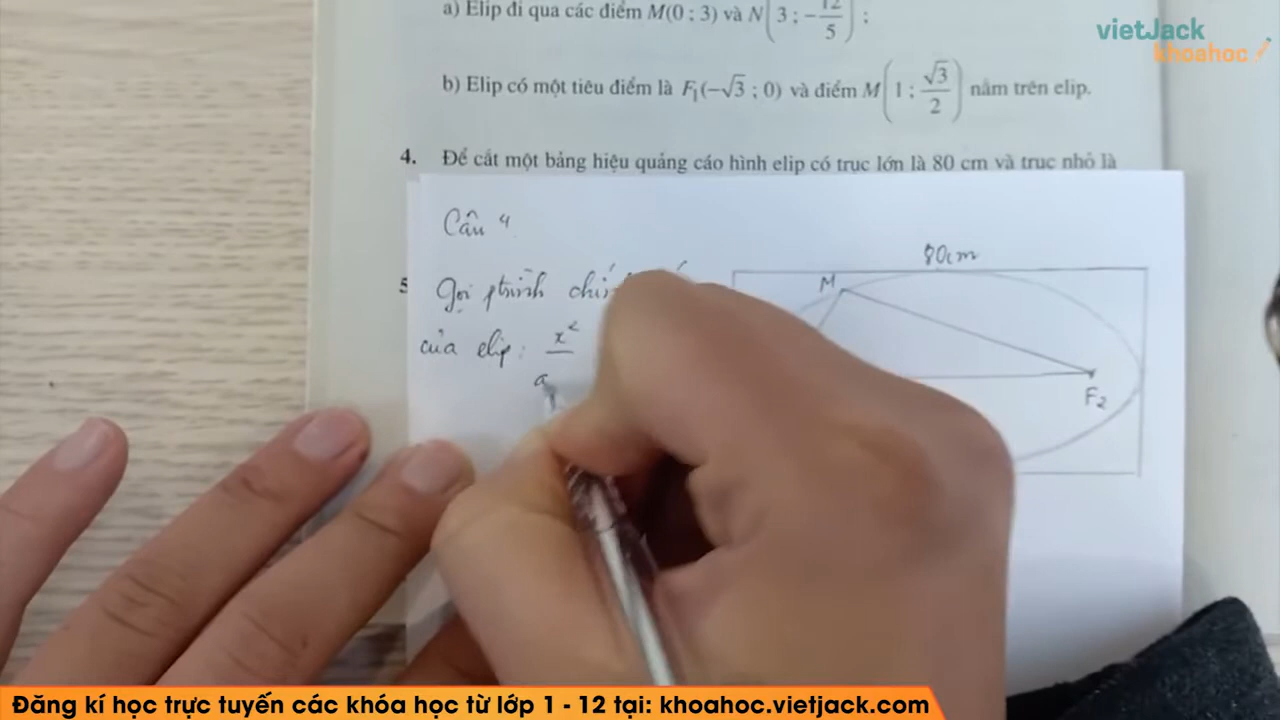 a) Elip đi qua các điểm M(0 ; 3) và N(3 ; −12/5) ;
vietJack
khoahoc
b) Elip có một tiêu điểm là F₁(−√3 ; 0) và điểm M(1 ; √3/2) nằm trên elip.
4. Để cắt một bảng hiệu quảng cáo hình elip có trục lớn là 80 cm và trục nhỏ là
Câu 4
80cm
M
5
Gọi ptrình
của elip: x²
a
F₂
Đăng kí học trực tuyến các khóa học từ lớp 1 - 12 tại: khoahoc.vietjack.com